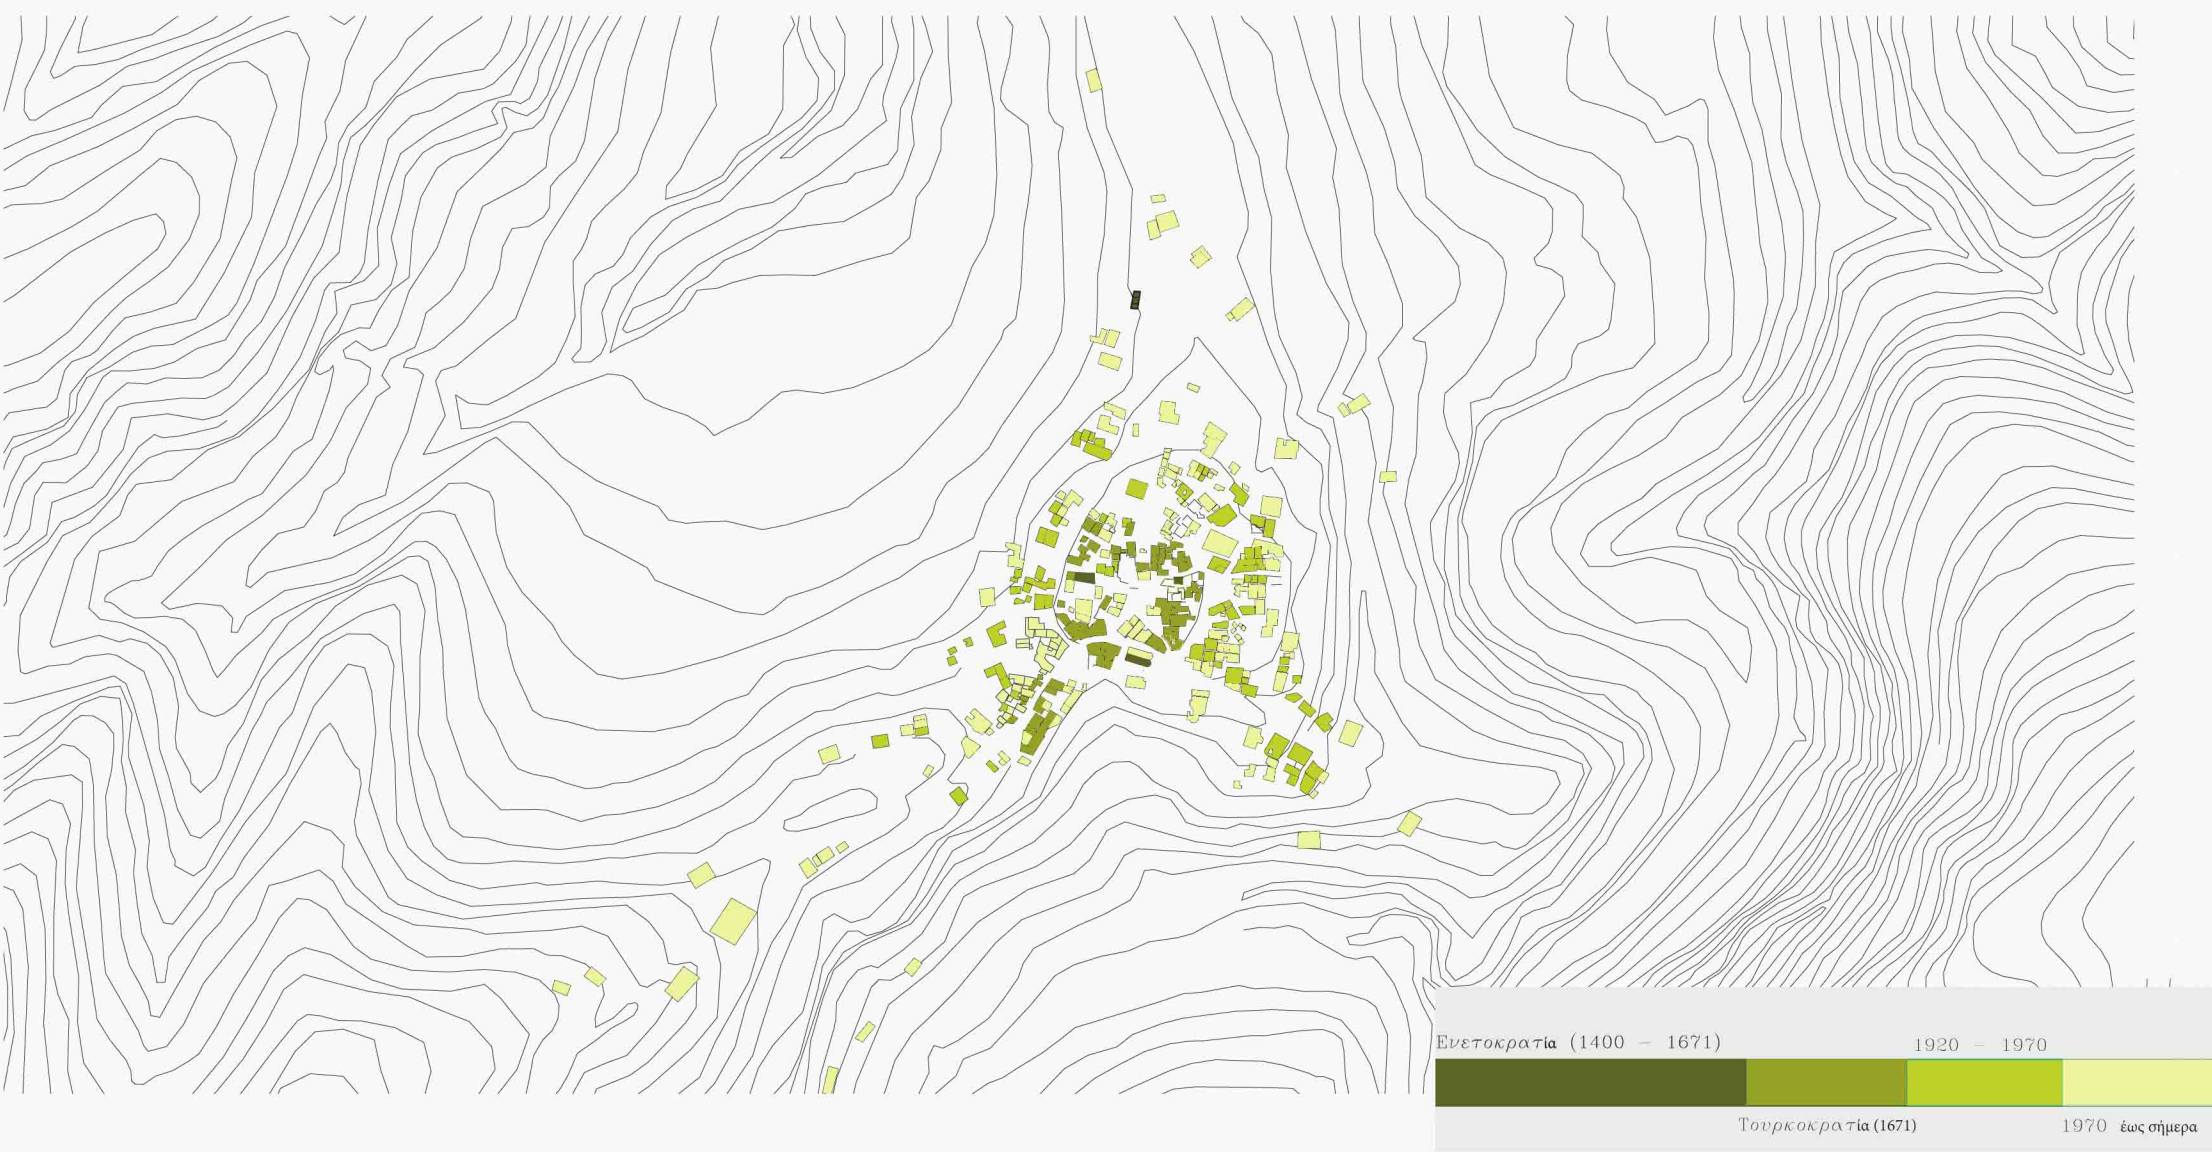 Ενετοκρατία (1400 – 1671)
1920 – 1970
Τουρκοκρατία (1671)
1970 έως σήμερα